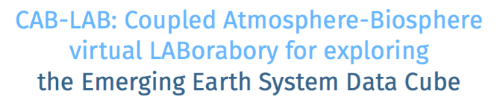 CAB-LAB: Coupled Atmosphere-Biosphere
virtual LABorabory for exploring
the Emerging Earth System Data Cube